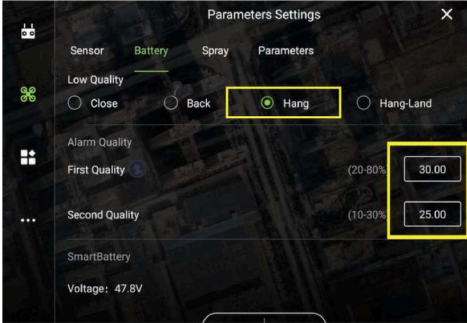 Parameters Settings
Sensor Battery Spray Parameters
Low Quality
Close Back Hang Hang-Land
Alarm Quality
First Quality (20-80% 30.00
Second Quality (10-30% 25.00
SmartBattery
Voltage: 47.8V